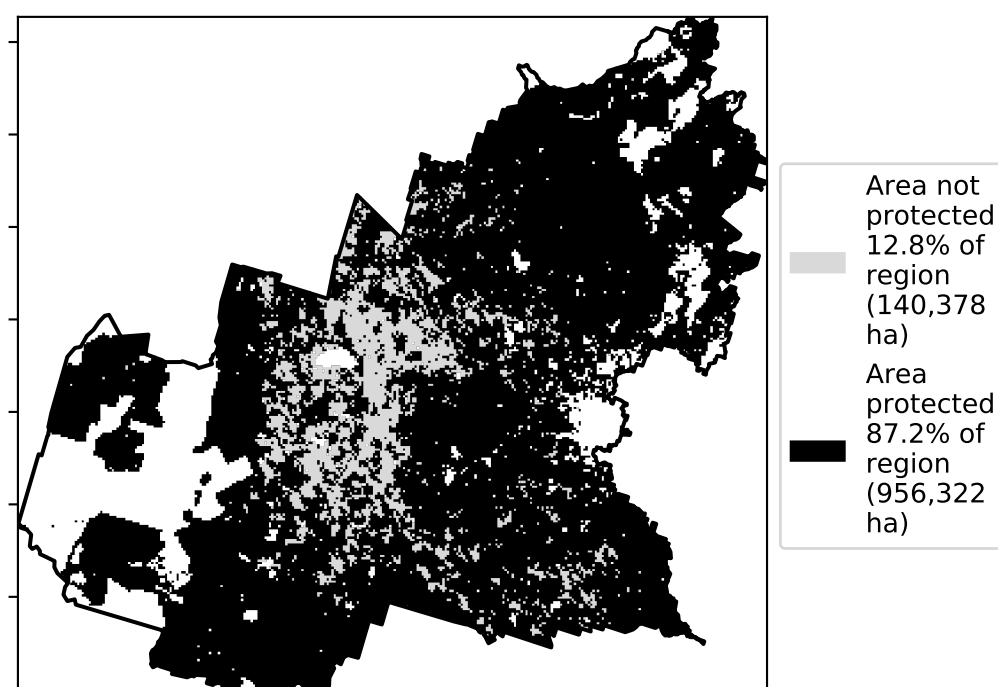 Area not
protected
12.8% of
region
(140,378
ha)
Area
protected
87.2% of
region
(956,322
ha)